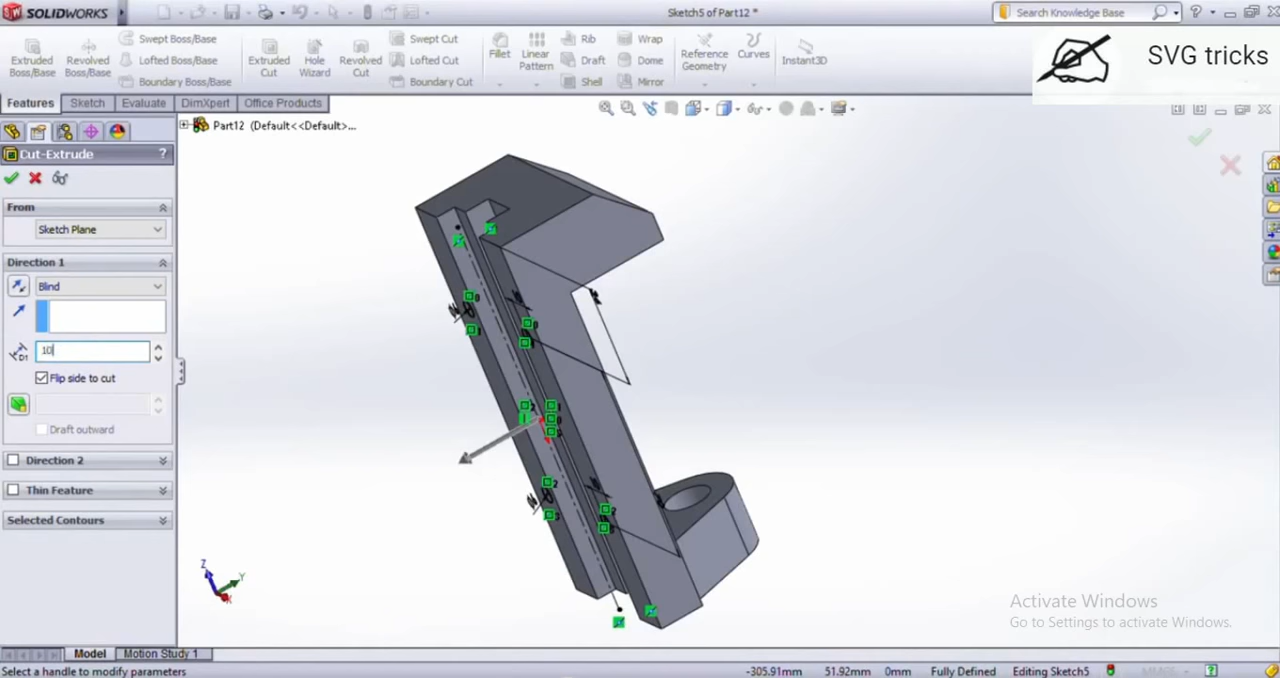 SOLIDWORKS
Sketch5 of Part12 *
Search Knowledge Base
SVG tricks
Extruded Boss/Base
Revolved Boss/Base
Swept Boss/Base
Lofted Boss/Base
Boundary Boss/Base
Extruded Cut
Hole Wizard
Revolved Cut
Swept Cut
Lofted Cut
Boundary Cut
Fillet
Linear Pattern
Rib
Draft
Shell
Wrap
Dome
Mirror
Reference Geometry
Curves
Instant3D
Features
Sketch
Evaluate
DimXpert
Office Products
Part12 (Default<<Default>...
Cut-Extrude
?
From
Sketch Plane
Direction 1
Blind
D1
10
Flip side to cut
Draft outward
Direction 2
Thin Feature
Selected Contours
Z
Y
X
Activate Windows
Go to Settings to activate Windows.
Model
Motion Study 1
Select a handle to modify parameters
-305.91mm
51.92mm
0mm
Fully Defined
Editing Sketch5